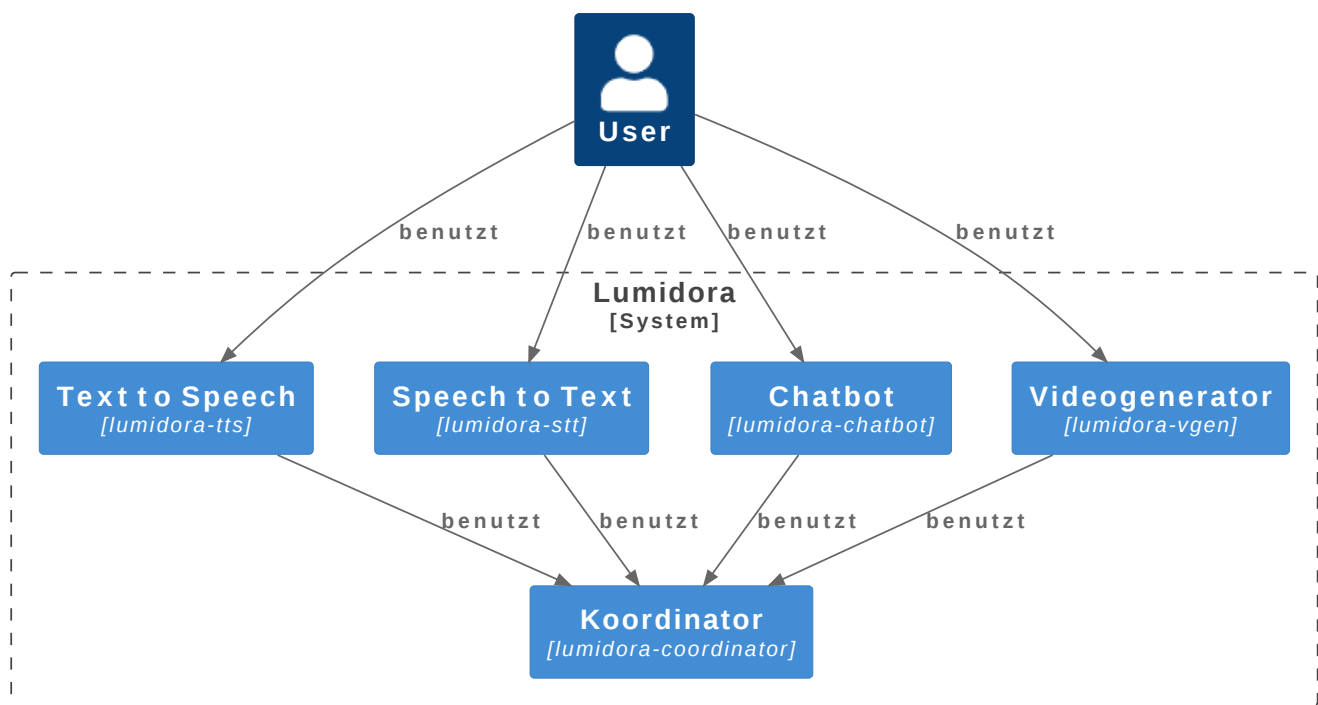 User
benutzt benutzt benutzt benutzt
Lumidora
[System]
Text to Speech
[lumidora-tts]
Speech to Text
[lumidora-stt]
Chatbot
[lumidora-chatbot]
Videogenerator
[lumidora-vgen]
benutzt benutzt benutzt benutzt
Koordinator
[lumidora-coordinator]